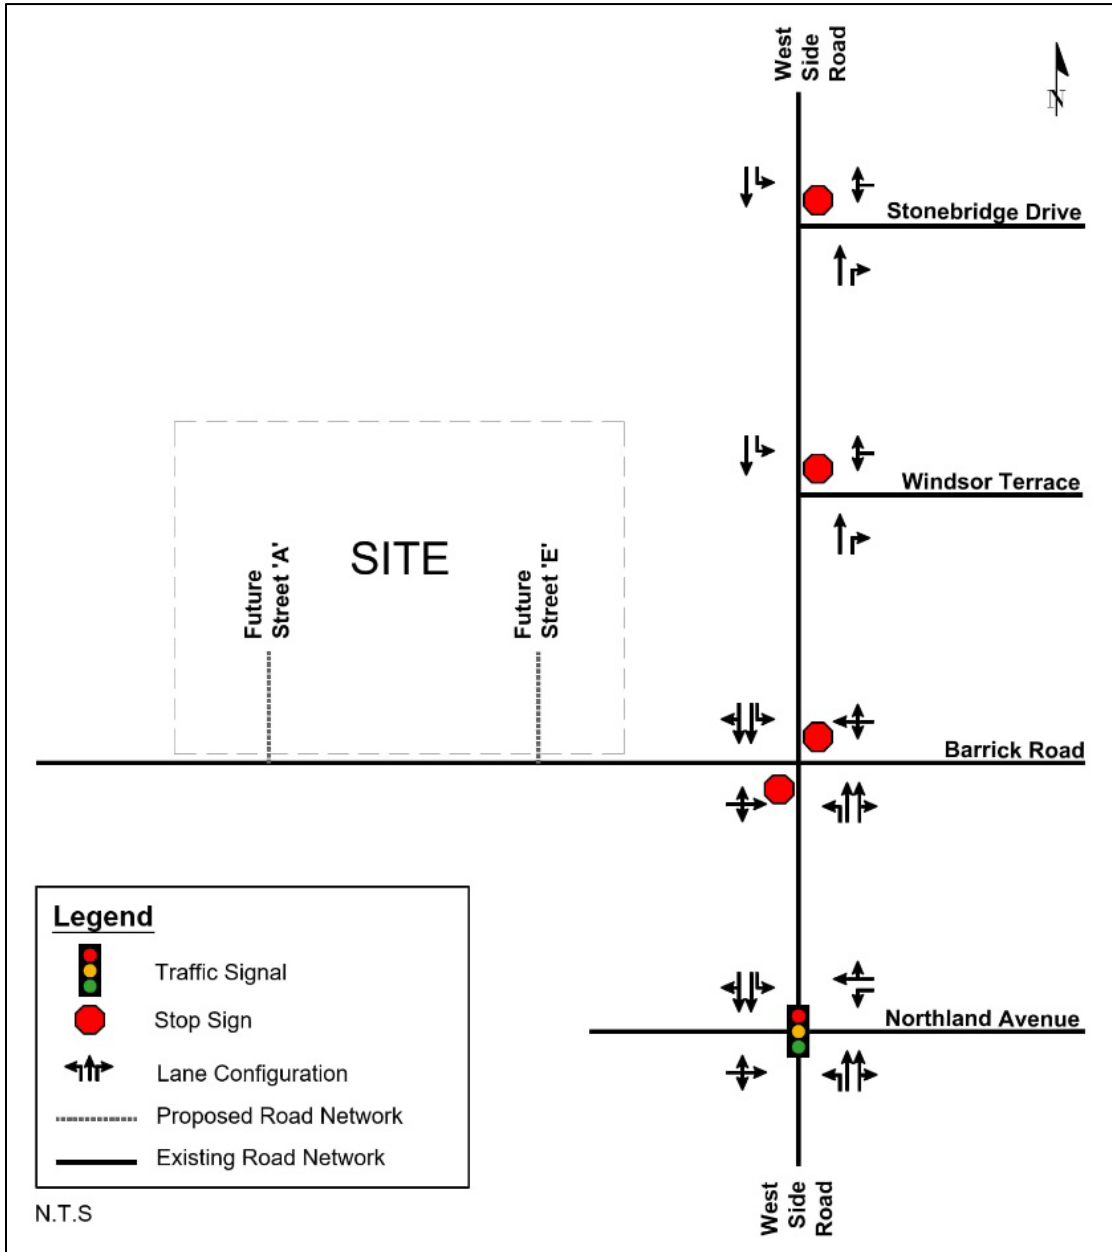 West
Side
Road
N
Stonebridge Drive
Windsor Terrace
SITE
Future
Street 'A'
Future
Street 'E'
Barrick Road
Legend
Traffic Signal
Stop Sign
Lane Configuration
Proposed Road Network
Existing Road Network
Northland Avenue
West
Side
Road
N.T.S